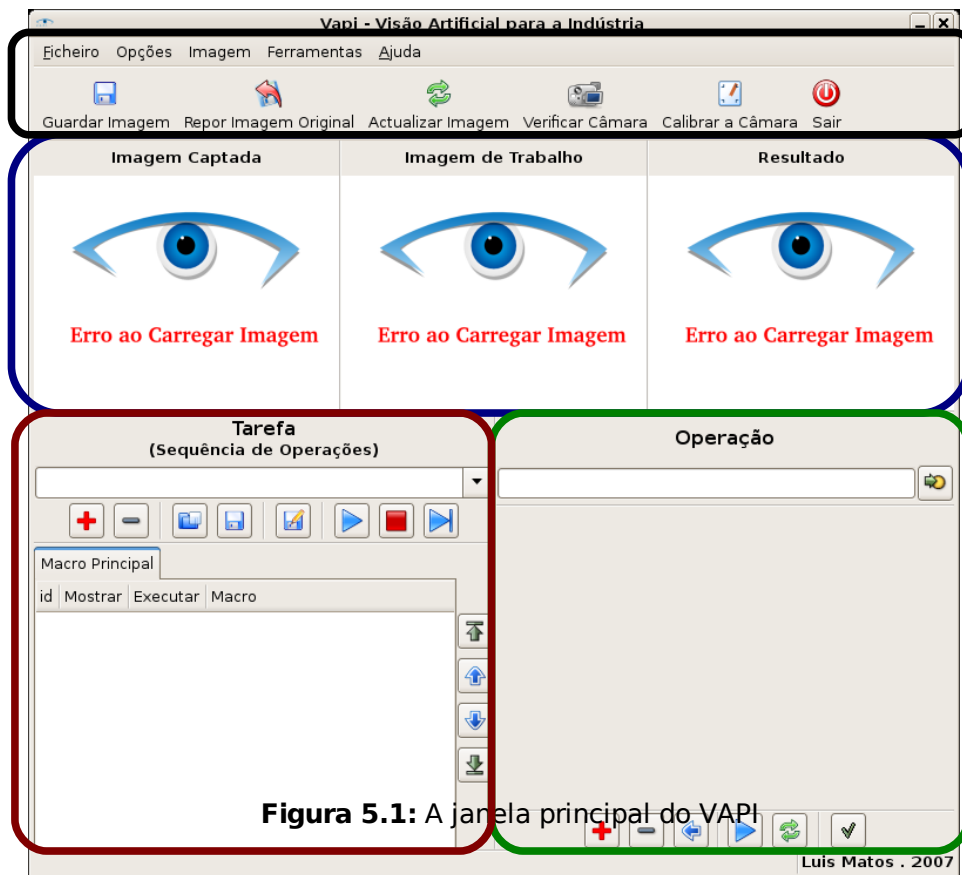 Vapi - Visão Artificial para a Indústria
Ficheiro Opções Imagem Ferramentas Ajuda
Guardar Imagem Repor Imagem Original Actualizar Imagem Verificar Câmara Calibrar a Câmara Sair
Imagem Captada Imagem de Trabalho Resultado
Erro ao Carregar Imagem Erro ao Carregar Imagem Erro ao Carregar Imagem
Tarefa
(Sequência de Operações)
Operação
Macro Principal
id Mostrar Executar Macro
Figura 5.1: A janela principal do VAPI
Luis Matos . 2007